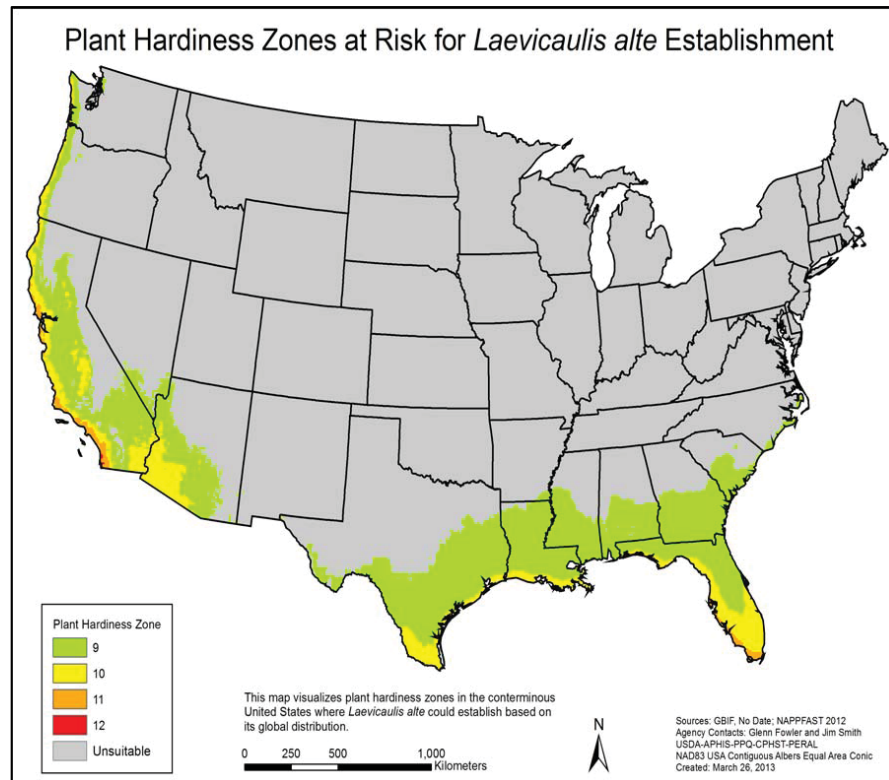 Plant Hardiness Zones at Risk for Laevicaulis alte Establishment
Plant Hardiness Zone
9
10
11
12
Unsuitable
This map visualizes plant hardiness zones in the conterminous
United States where Laevicaulis alte could establish based on
its global distribution.
0 250 500 1,000
Kilometers
N
Sources: GBIF, No Date; NAPPFAST 2012
Agency Contacts: Glenn Fowler and Jim Smith
USDA-APHIS-PPQ-CPHST-PERAL
NAD83 USA Contiguous Albers Equal Area Conic
Created: March 26, 2013